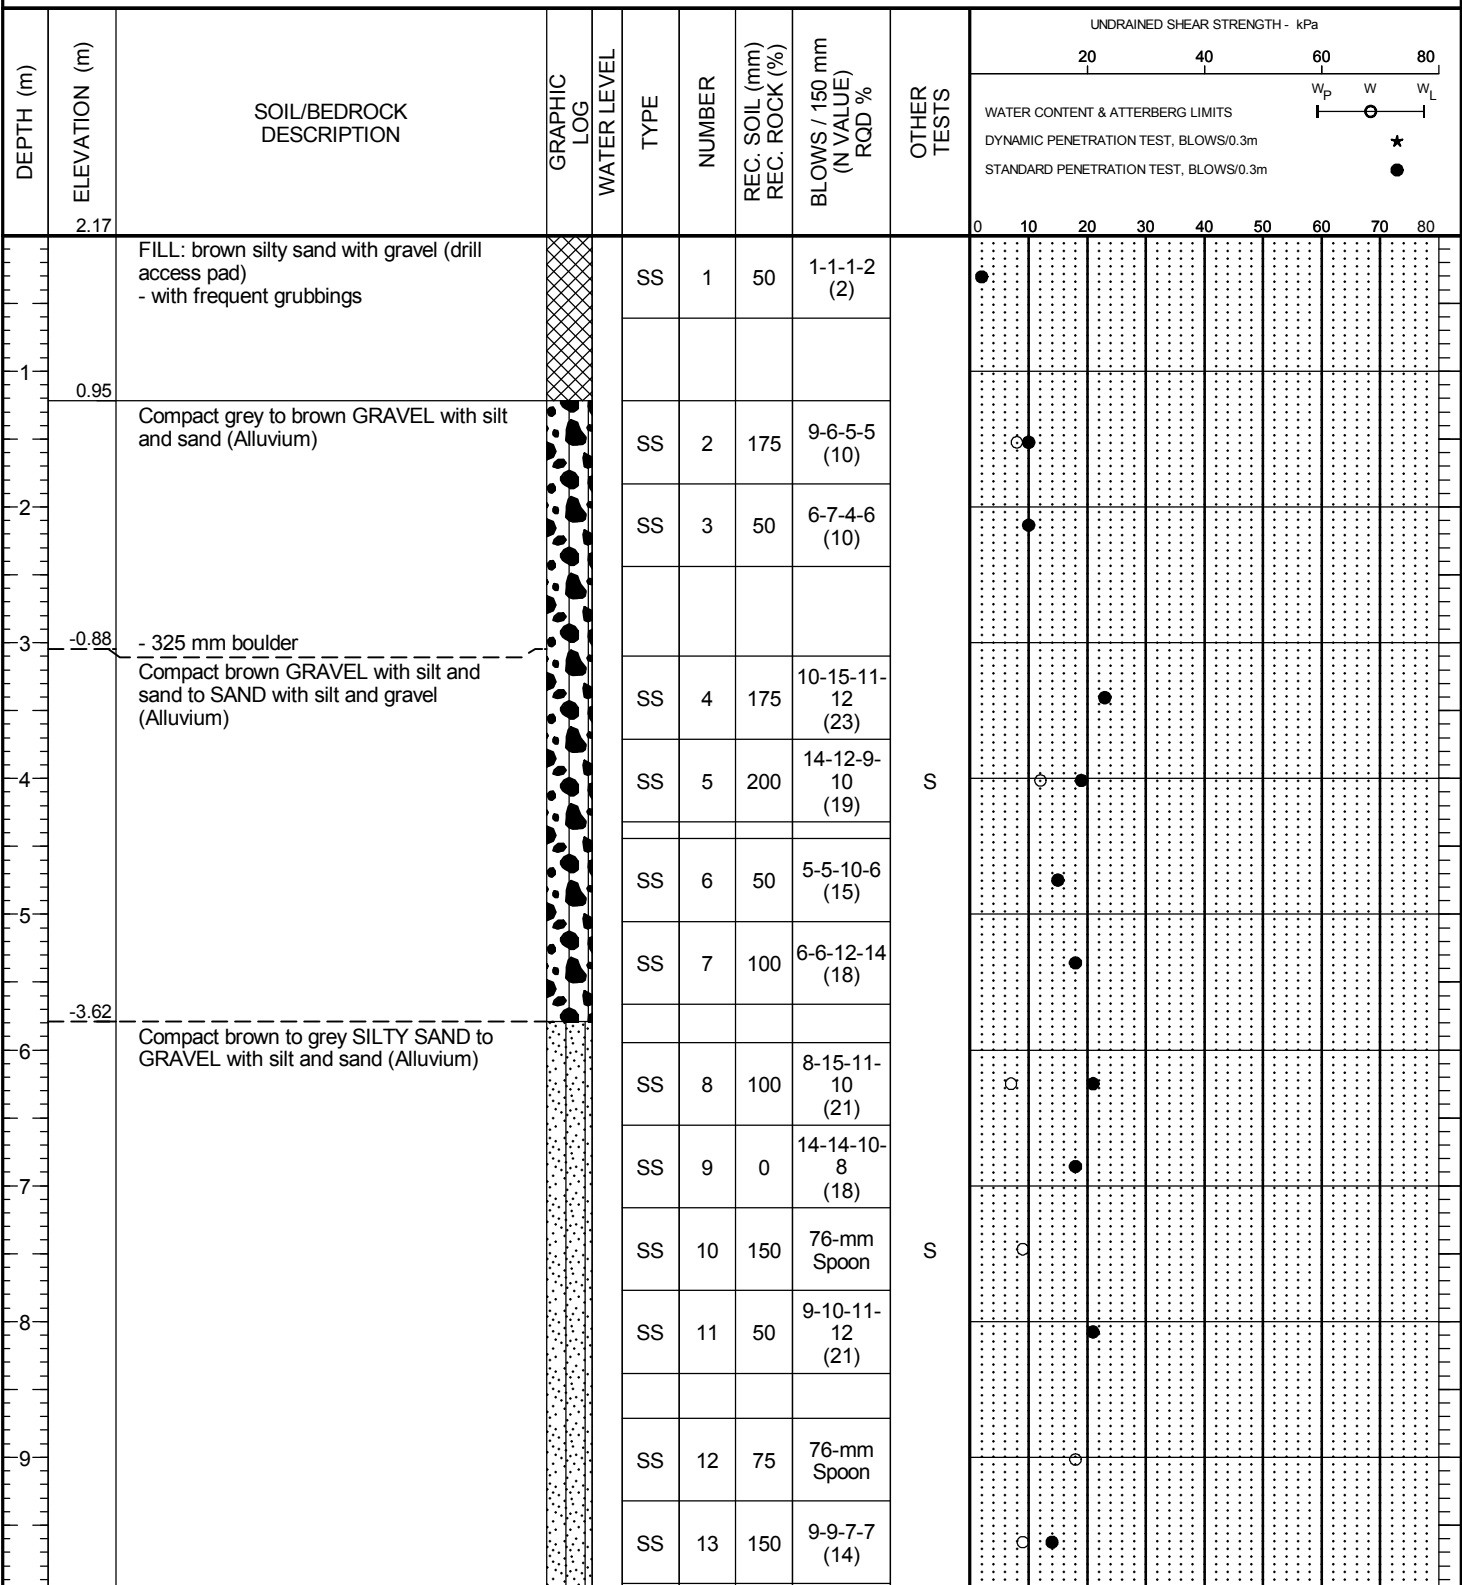 UNDRAINED SHEAR STRENGTH - kPa
20 40 60 80
DEPTH (m)
ELEVATION (m)
SOIL/BEDROCK
DESCRIPTION
GRAPHIC
LOG
WATER LEVEL
TYPE
NUMBER
REC. SOIL (mm)
REC. ROCK (%)
BLOWS / 150 mm
(N VALUE)
RQD %
OTHER
TESTS
WP W WL
WATER CONTENT & ATTERBERG LIMITS
DYNAMIC PENETRATION TEST, BLOWS/0.3m
STANDARD PENETRATION TEST, BLOWS/0.3m
2.17
0 10 20 30 40 50 60 70 80
FILL: brown silty sand with gravel (drill
access pad)
- with frequent grubbings
SS 1 50 1-1-1-2
(2)
1
0.95
Compact grey to brown GRAVEL with silt
and sand (Alluvium)
SS 2 175 9-6-5-5
(10)
2
SS 3 50 6-7-4-6
(10)
3
-0.88
- 325 mm boulder
Compact brown GRAVEL with silt and
sand to SAND with silt and gravel
(Alluvium)
SS 4 175 10-15-11-
12
(23)
4
SS 5 200 14-12-9-
10
(19)
S
SS 6 50 5-5-10-6
(15)
5
SS 7 100 6-6-12-14
(18)
-3.62
Compact brown to grey SILTY SAND to
GRAVEL with silt and sand (Alluvium)
6
SS 8 100 8-15-11-
10
(21)
SS 9 0 14-14-10-
8
(18)
7
SS 10 150 76-mm
Spoon
S
8
SS 11 50 9-10-11-
12
(21)
9
SS 12 75 76-mm
Spoon
SS 13 150 9-9-7-7
(14)